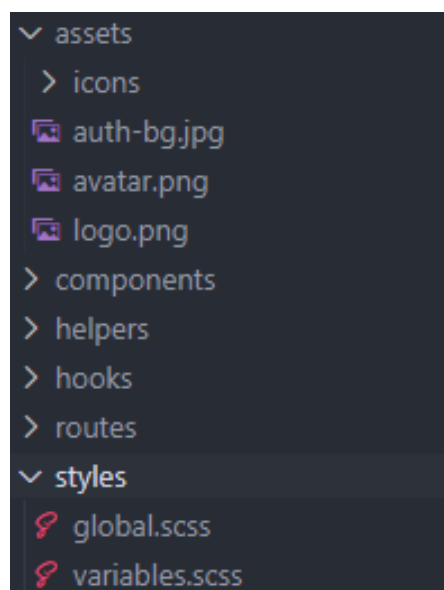 assets
icons
auth-bg.jpg
avatar.png
logo.png
components
helpers
hooks
routes
styles
global.scss
variables.scss